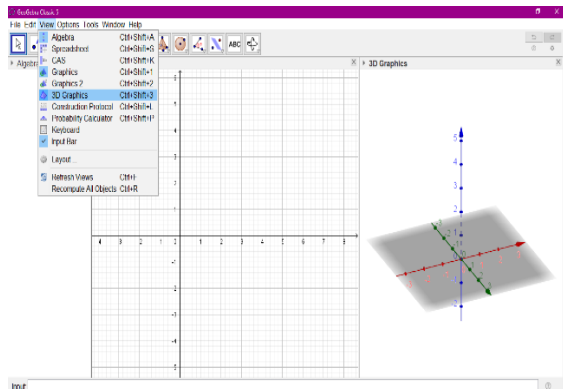 GeoGebra Classic 5
File Edit View Options Tools Window Help
ABC
Algebra Ctrl+Shift+A
Spreadsheet Ctrl+Shift+S
CAS Ctrl+Shift+K
Graphics Ctrl+Shift+1
Graphics 2 Ctrl+Shift+2
3D Graphics Ctrl+Shift+3
Construction Protocol Ctrl+Shift+L
Probability Calculator Ctrl+Shift+P
Keyboard
Input Bar
Layout ...
Refresh Views Ctrl+F
Recompute All Objects Ctrl+R
Algebra
3D Graphics
Input: